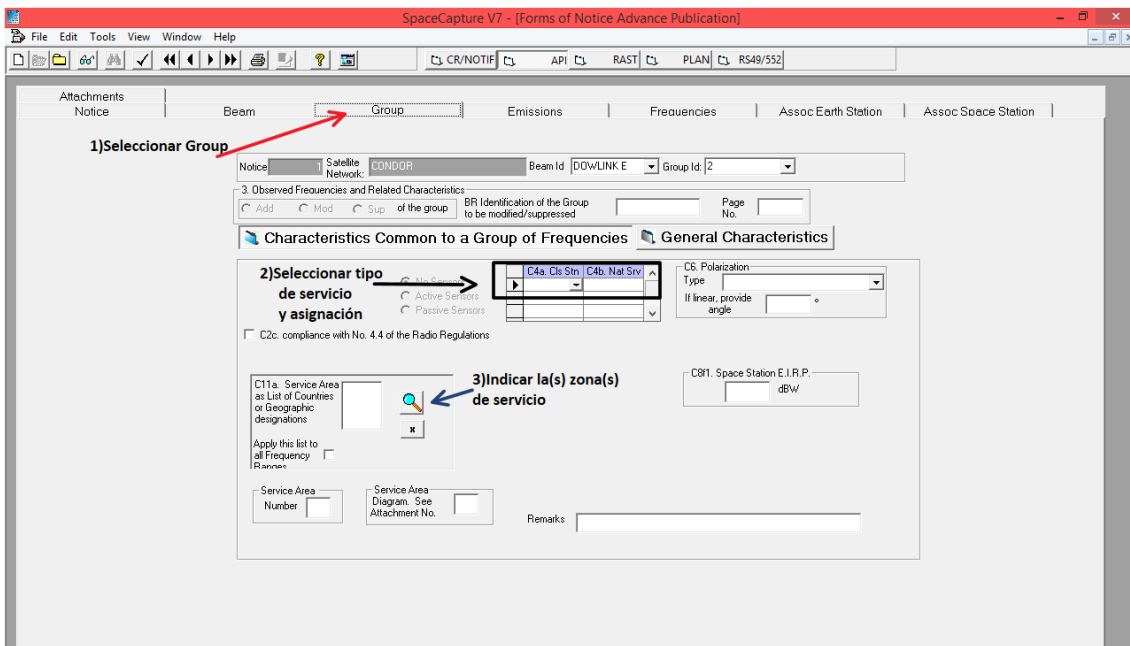 SpaceCapture V7 - [Forms of Notice Advance Publication]
File Edit Tools View Window Help
CR/NOTIF API RAST PLAN RS49/552
Attachments
Notice Beam Group Emissions Frequencies Assoc Earth Station Assoc Space Station
1)Seleccionar Group
Notice 1 Satellite Network: CONDOR Beam Id DOWLINK E Group Id: 2
3. Observed Frequencies and Related Characteristics
Add Mod Sup of the group BR Identification of the Group to be modified/suppressed Page No.
Characteristics Common to a Group of Frequencies General Characteristics
2)Seleccionar tipo
de servicio
y asignación
No Sensors
Active Sensors
Passive Sensors
C4a. Cls Stn C4b. Nat Srv
C6. Polarization
Type
If linear, provide
angle °
C2c. compliance with No. 4.4 of the Radio Regulations
C11a. Service Area
as List of Countries
or Geographic
designations
x
Apply this list to
all Frequency
Ranges
3)Indicar la(s) zona(s)
de servicio
C8f1. Space Station E.I.R.P.
dBW
Service Area
Number
Service Area
Diagram. See
Attachment No.
Remarks